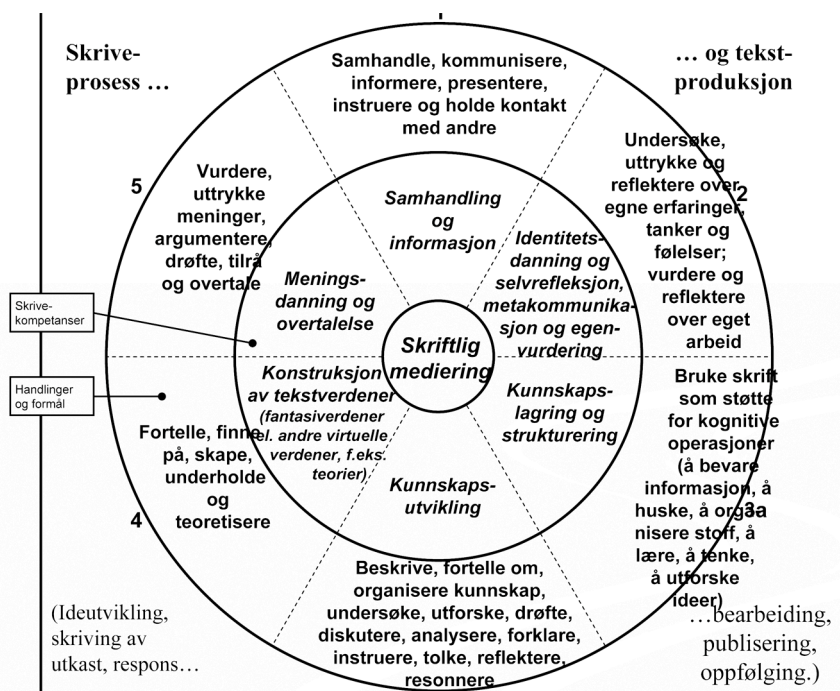 1
Skrive-
prosess ...
... og tekst-
produksjon
Samhandle, kommunisere,
informere, presentere,
instruere og holde kontakt
med andre
Undersøke,
uttrykke og
reflektere over
egne erfaringer,
tanker og
følelser;
vurdere og
reflektere
over eget
arbeid
2
5
Vurdere,
uttrykke
meninger,
argumentere,
drøfte, tilrå
og overtale
Samhandling
og
informasjon
Identitets-
danning og
selvrefleksjon,
metakommunika-
sjon og egen-
vurdering
Menings-
danning og
overtalelse
Skrive-
kompetanser
Skriftlig
mediering
Handlinger
og formål
Konstruksjon
av tekstverdener
(fantasiverdener
el. andre virtuelle
verdener, f.eks.
teorier)
Kunnskaps-
lagring og
strukturering
Kunnskaps-
utvikling
Bruke skrift
som støtte
for kognitive
operasjoner
(å bevare
informasjon, å
huske, å orga-
nisere stoff, å
lære, å tenke,
å utforske
ideer)
3a
Fortelle, finne
på, skape,
underholde
og
teoretisere
4
Beskrive, fortelle om,
organisere kunnskap,
undersøke, utforske, drøfte,
diskutere, analysere, forklare,
instruere, tolke, reflektere,
resonnere
(Ideutvikling,
skriving av
utkast, respons...
...bearbeiding,
publisering,
oppfølging.)